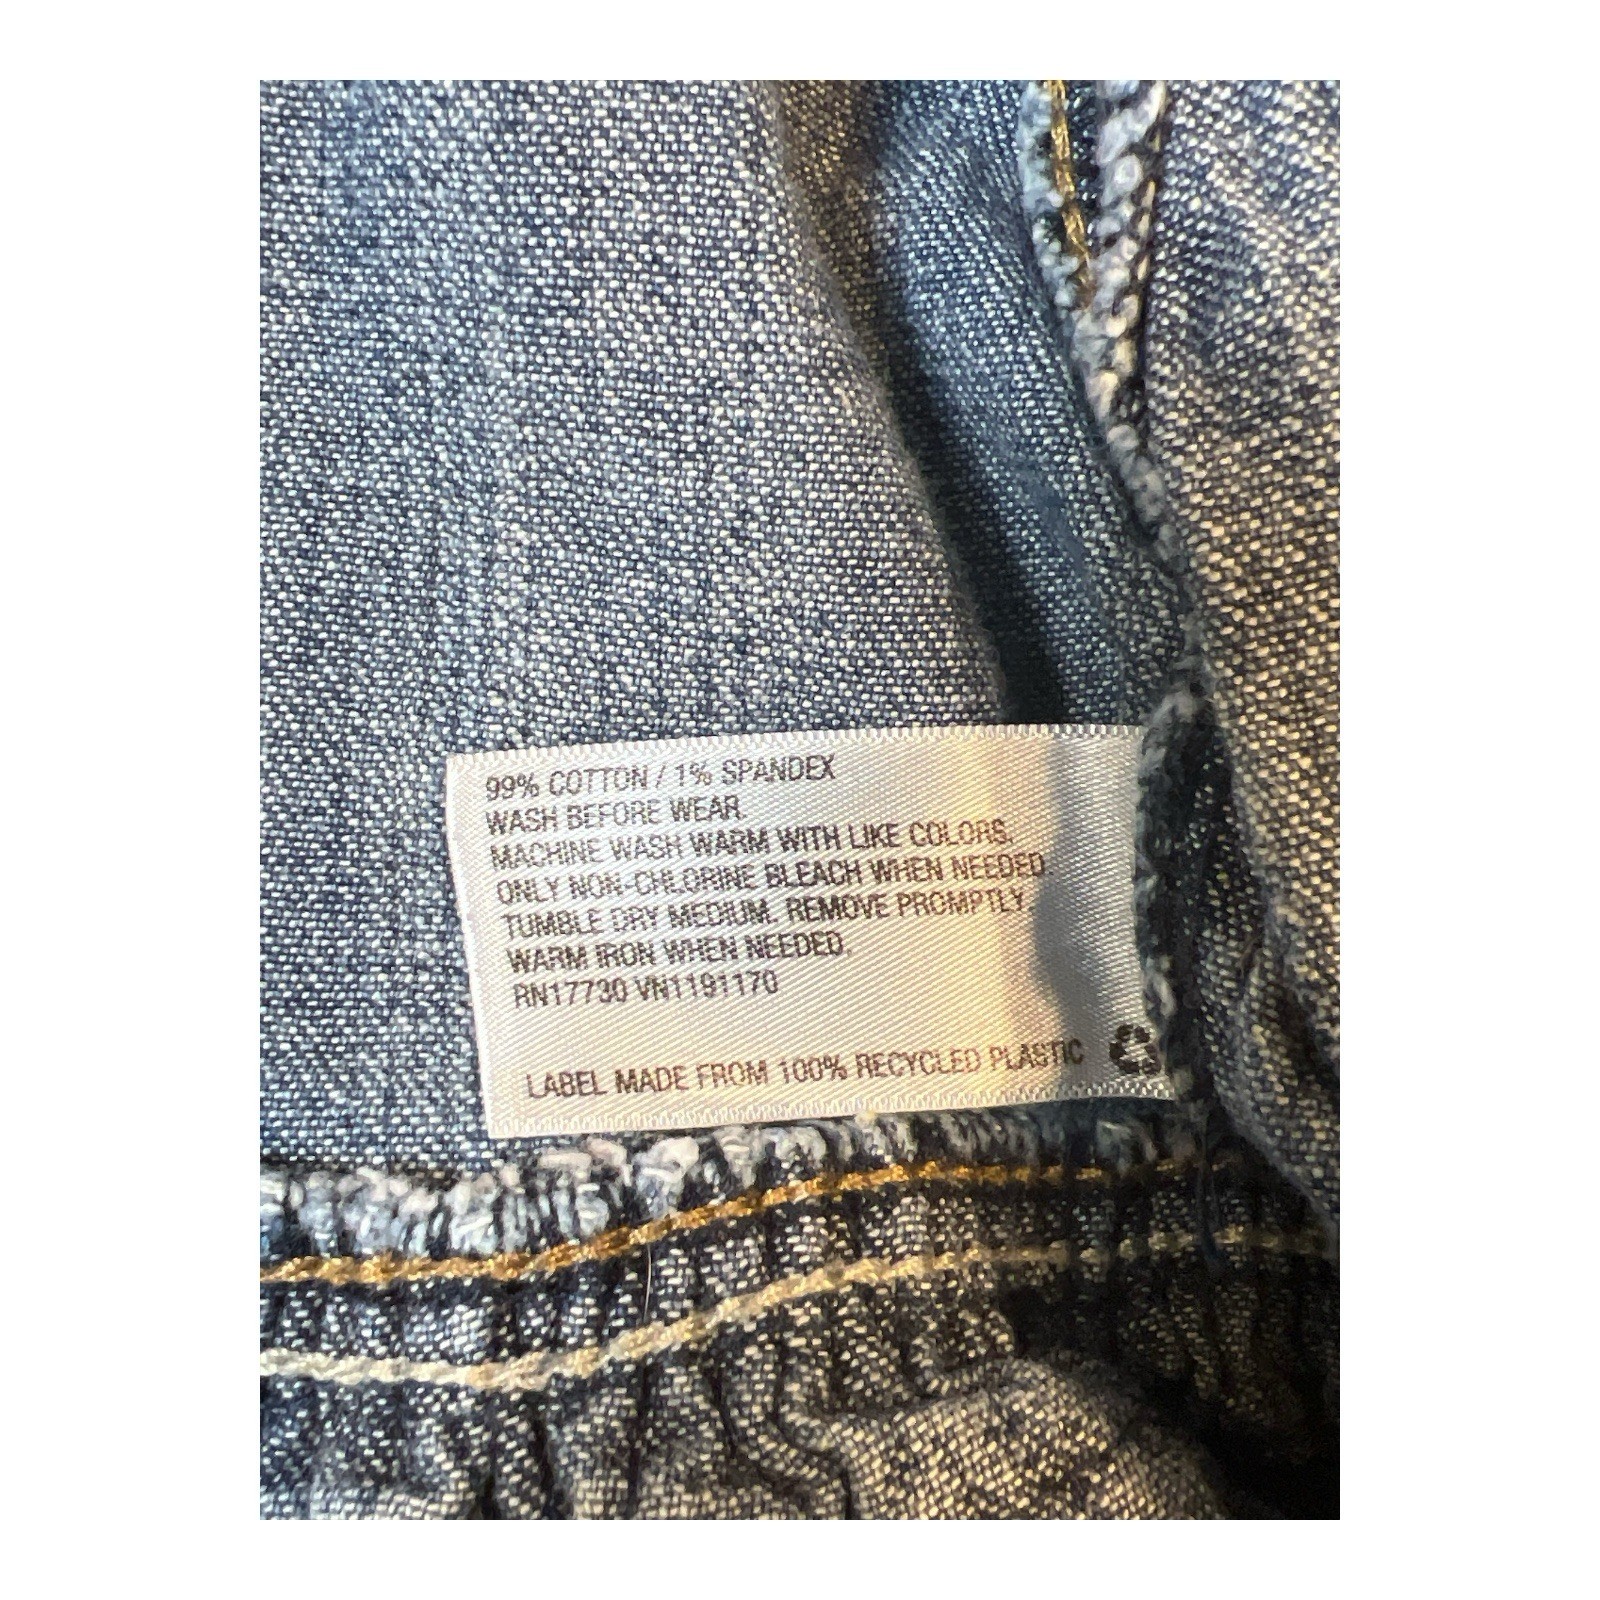 99% COTTON / 1% SPANDEX
WASH BEFORE WEAR.
MACHINE WASH WARM WITH LIKE COLORS.
ONLY NON-CHLORINE BLEACH WHEN NEEDED.
TUMBLE DRY MEDIUM. REMOVE PROMPTLY
WARM IRON WHEN NEEDED.
RN17730 VN1191170
LABEL MADE FROM 100% RECYCLED PLASTIC